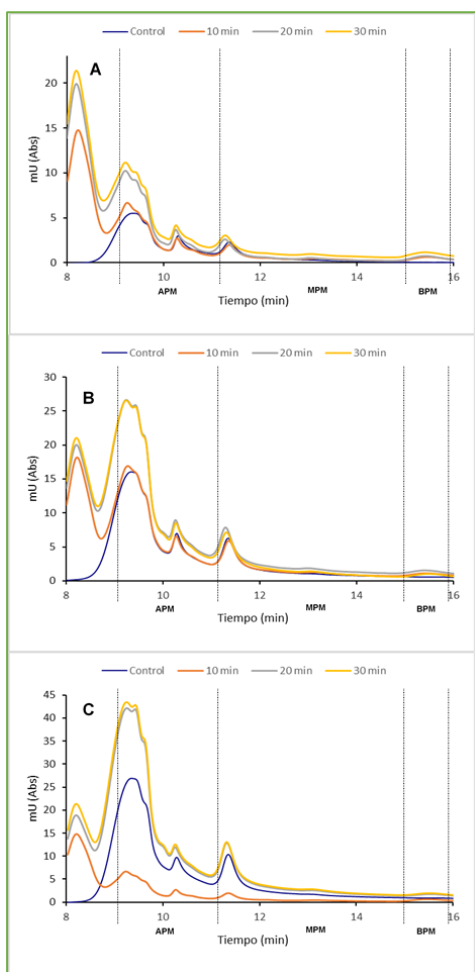 Control 10 min 20 min 30 min
A
mU (Abs)
20
15
10
5
0
8 10 12 14 16
APM MPM BPM
Tiempo (min)
Control 10 min 20 min 30 min
B
mU (Abs)
30
25
20
15
10
5
0
8 10 12 14 16
APM MPM BPM
Tiempo (min)
Control 10 min 20 min 30 min
C
mU (Abs)
45
40
35
30
25
20
15
10
5
0
8 10 12 14 16
APM MPM BPM
Tiempo (min)